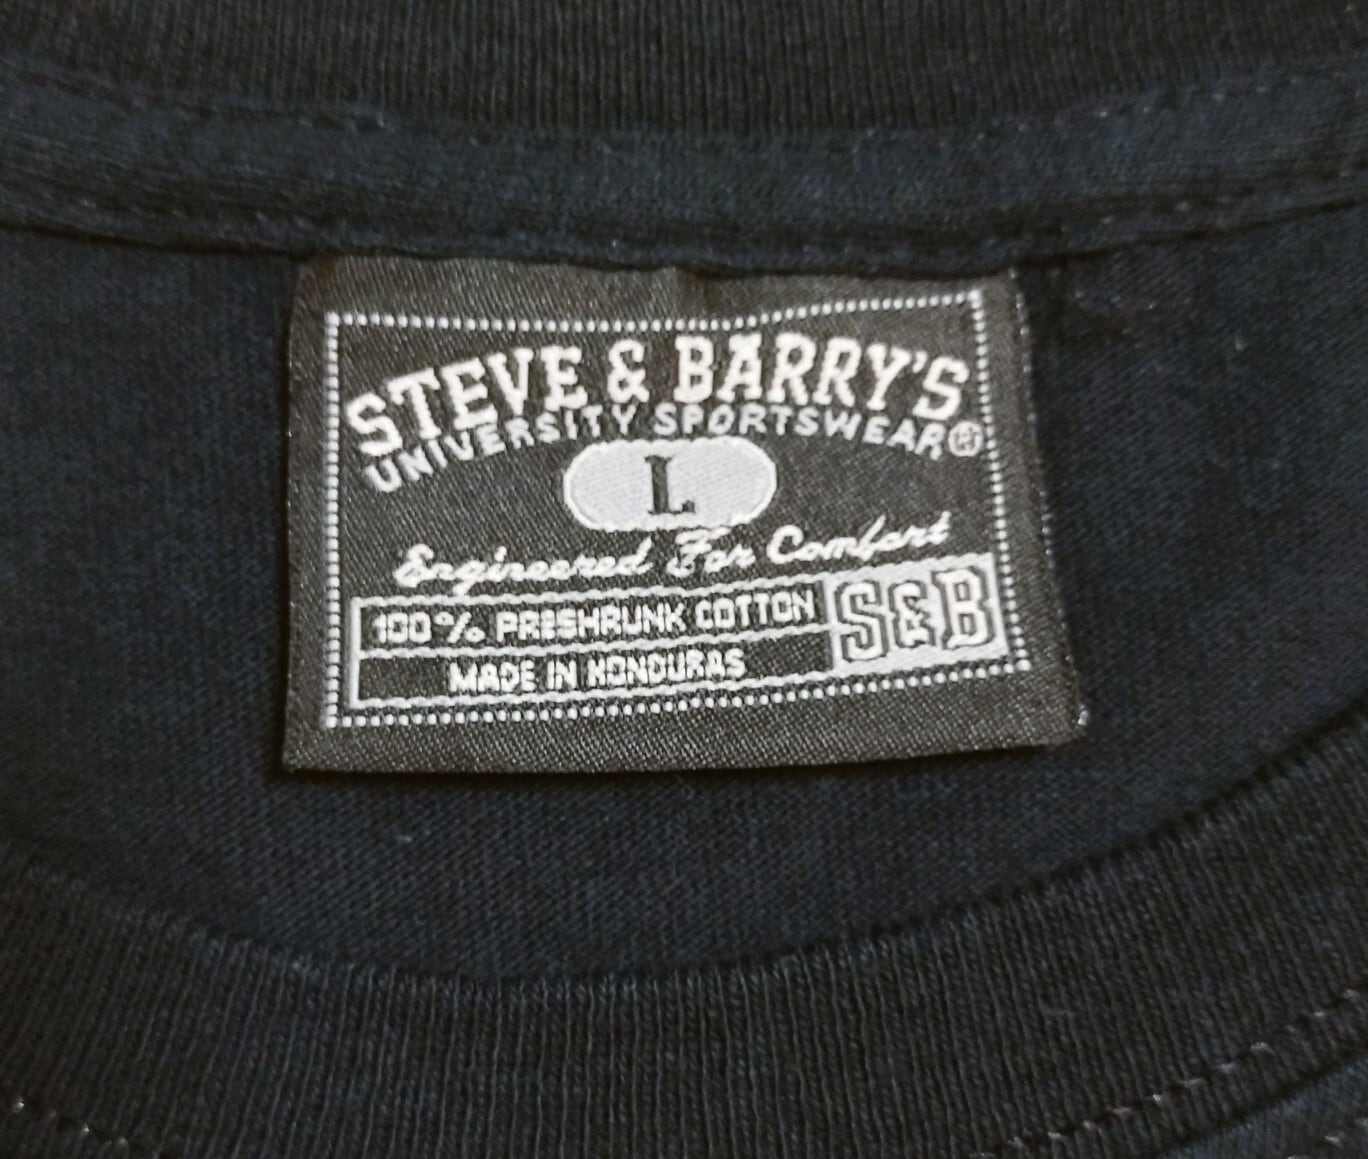 STEVE & BARRY'S
UNIVERSITY SPORTSWEAR®
L
Engineered For Comfort
100% PRESHRUNK COTTON
MADE IN HONDURAS
S&B